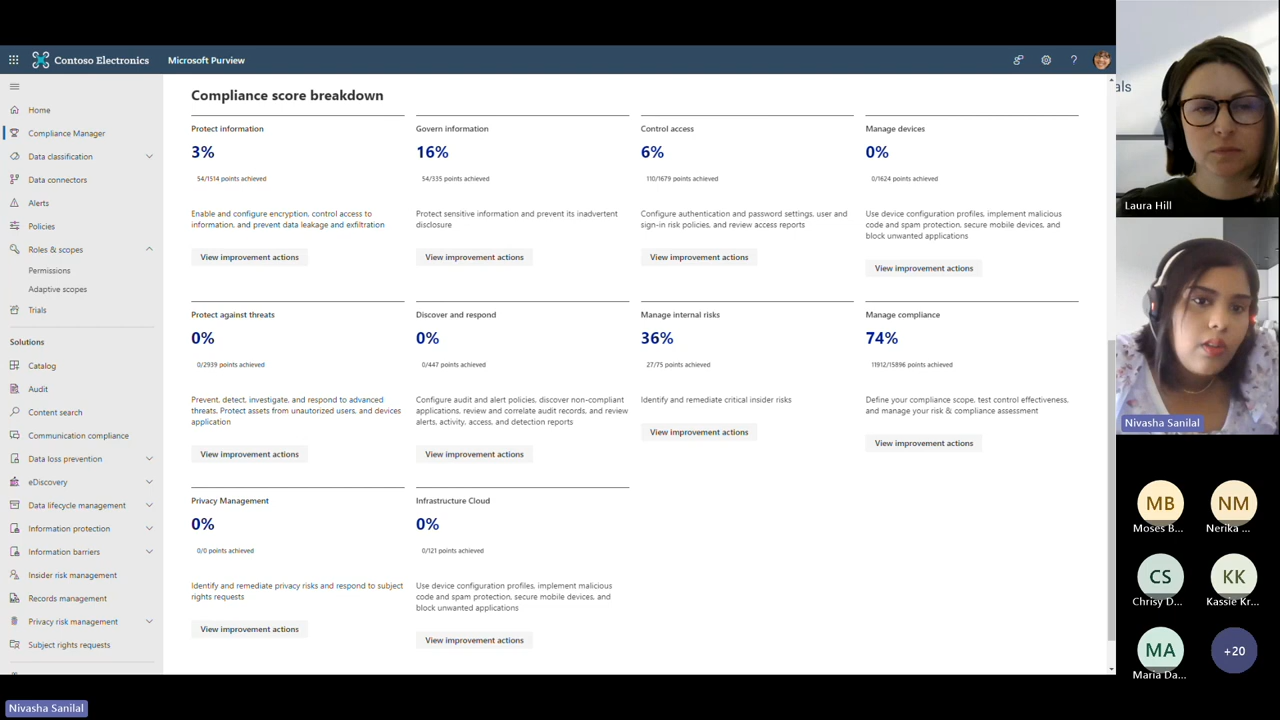 Contoso Electronics
Microsoft Purview
Home
Compliance Manager
Data classification
Data connectors
Alerts
Policies
Roles & scopes
Permissions
Adaptive scopes
Trials
Solutions
Catalog
Audit
Content search
Communication compliance
Data loss prevention
eDiscovery
Data lifecycle management
Information protection
Information barriers
Insider risk management
Records management
Privacy risk management
Subject rights requests
Compliance score breakdown
Protect information
3%
54/1514 points achieved
Enable and configure encryption, control access to
information, and prevent data leakage and exfiltration
View improvement actions
Govern information
16%
54/335 points achieved
Protect sensitive information and prevent its inadvertent
disclosure
View improvement actions
Control access
6%
110/1679 points achieved
Configure authentication and password settings, user and
sign-in risk policies, and review access reports
View improvement actions
Manage devices
0%
0/1624 points achieved
Use device configuration profiles, implement malicious
code and spam protection, secure mobile devices, and
block unwanted applications
View improvement actions
Protect against threats
0%
0/2939 points achieved
Prevent, detect, investigate, and respond to advanced
threats. Protect assets from unauthorized users, and devices
application
View improvement actions
Discover and respond
0%
0/447 points achieved
Configure audit and alert policies, discover non-compliant
applications, review and correlate audit records, and review
alerts, activity, access, and detection reports
View improvement actions
Manage internal risks
36%
27/75 points achieved
Identify and remediate critical insider risks
View improvement actions
Manage compliance
74%
11912/15896 points achieved
Define your compliance scope, test control effectiveness,
and manage your risk & compliance assessment
View improvement actions
Privacy Management
0%
0/0 points achieved
Identify and remediate privacy risks and respond to subject
rights requests
View improvement actions
Infrastructure Cloud
0%
0/121 points achieved
Use device configuration profiles, implement malicious
code and spam protection, secure mobile devices, and
block unwanted applications
View improvement actions
als
Laura Hill
Nivasha Sanilal
MB
Moses B...
NM
Nerika ...
CS
Chrisy D...
KK
Kassie Kr...
MA
Maria Da...
+20
Nivasha Sanilal